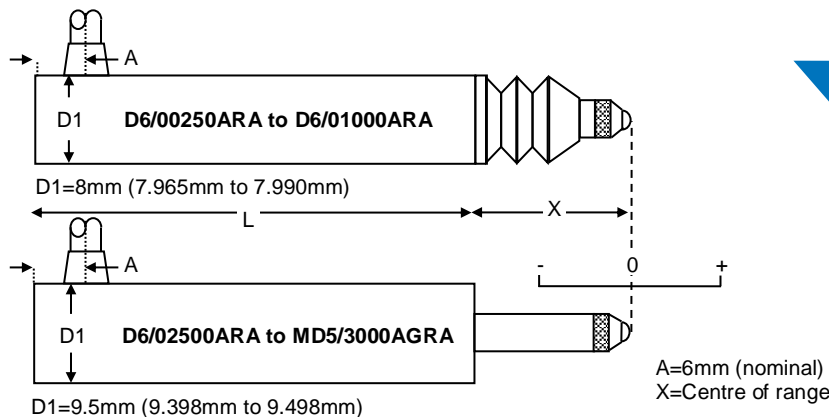 A
D1
D6/00250ARA to D6/01000ARA
D1=8mm (7.965mm to 7.990mm)
L
X
A
- 0 +
D1
D6/02500ARA to MD5/3000AGRA
A=6mm (nominal)
X=Centre of range
D1=9.5mm (9.398mm to 9.498mm)